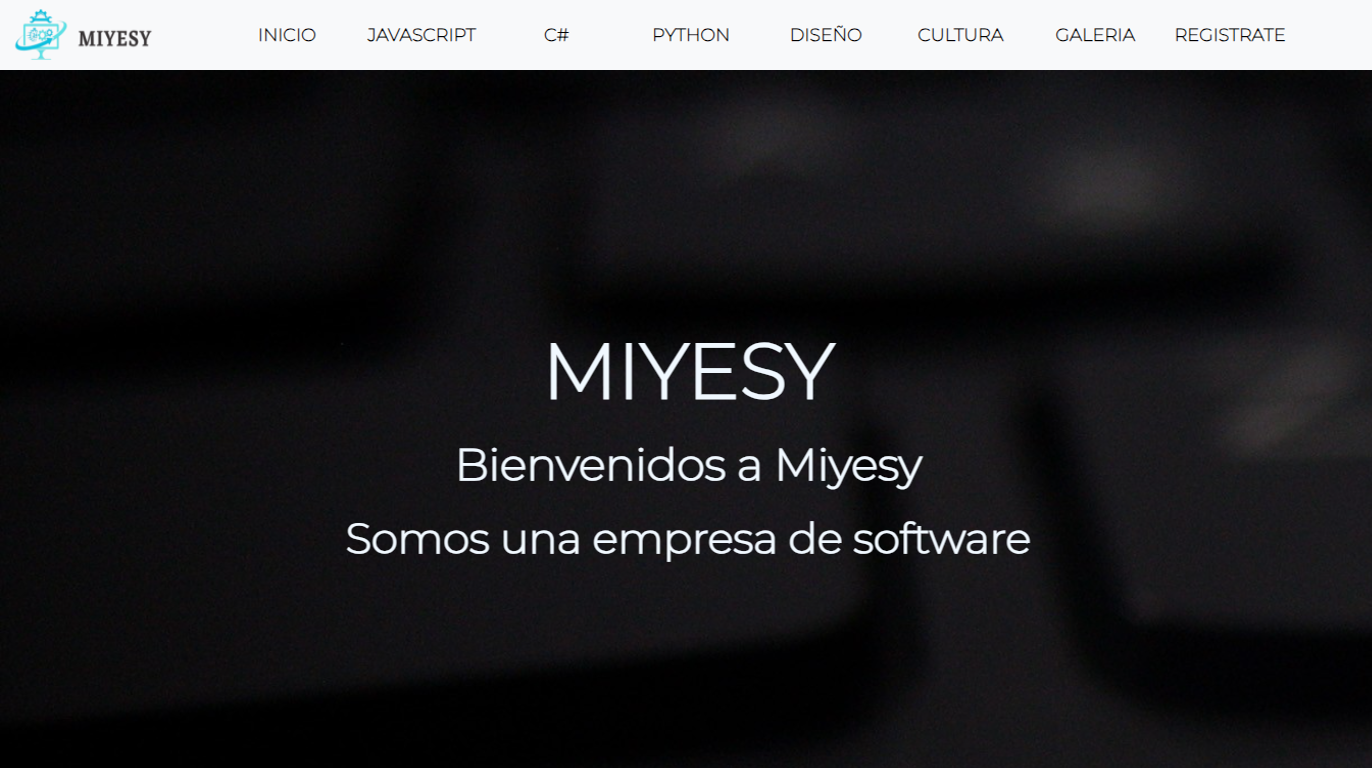 MIYESY INICIO JAVASCRIPT C# PYTHON DISEÑO CULTURA GALERIA REGISTRATE
MIYESY
Bienvenidos a Miyesy
Somos una empresa de software